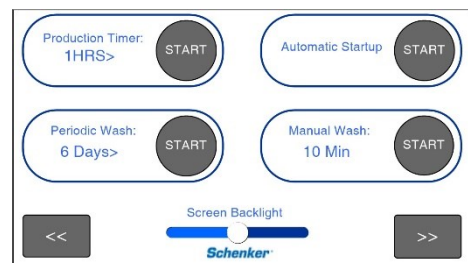 Production Timer:
1HRS>
START
Automatic Startup
START
Periodic Wash:
6 Days>
START
Manual Wash:
10 Min
START
Screen Backlight
<<
>>
Schenker